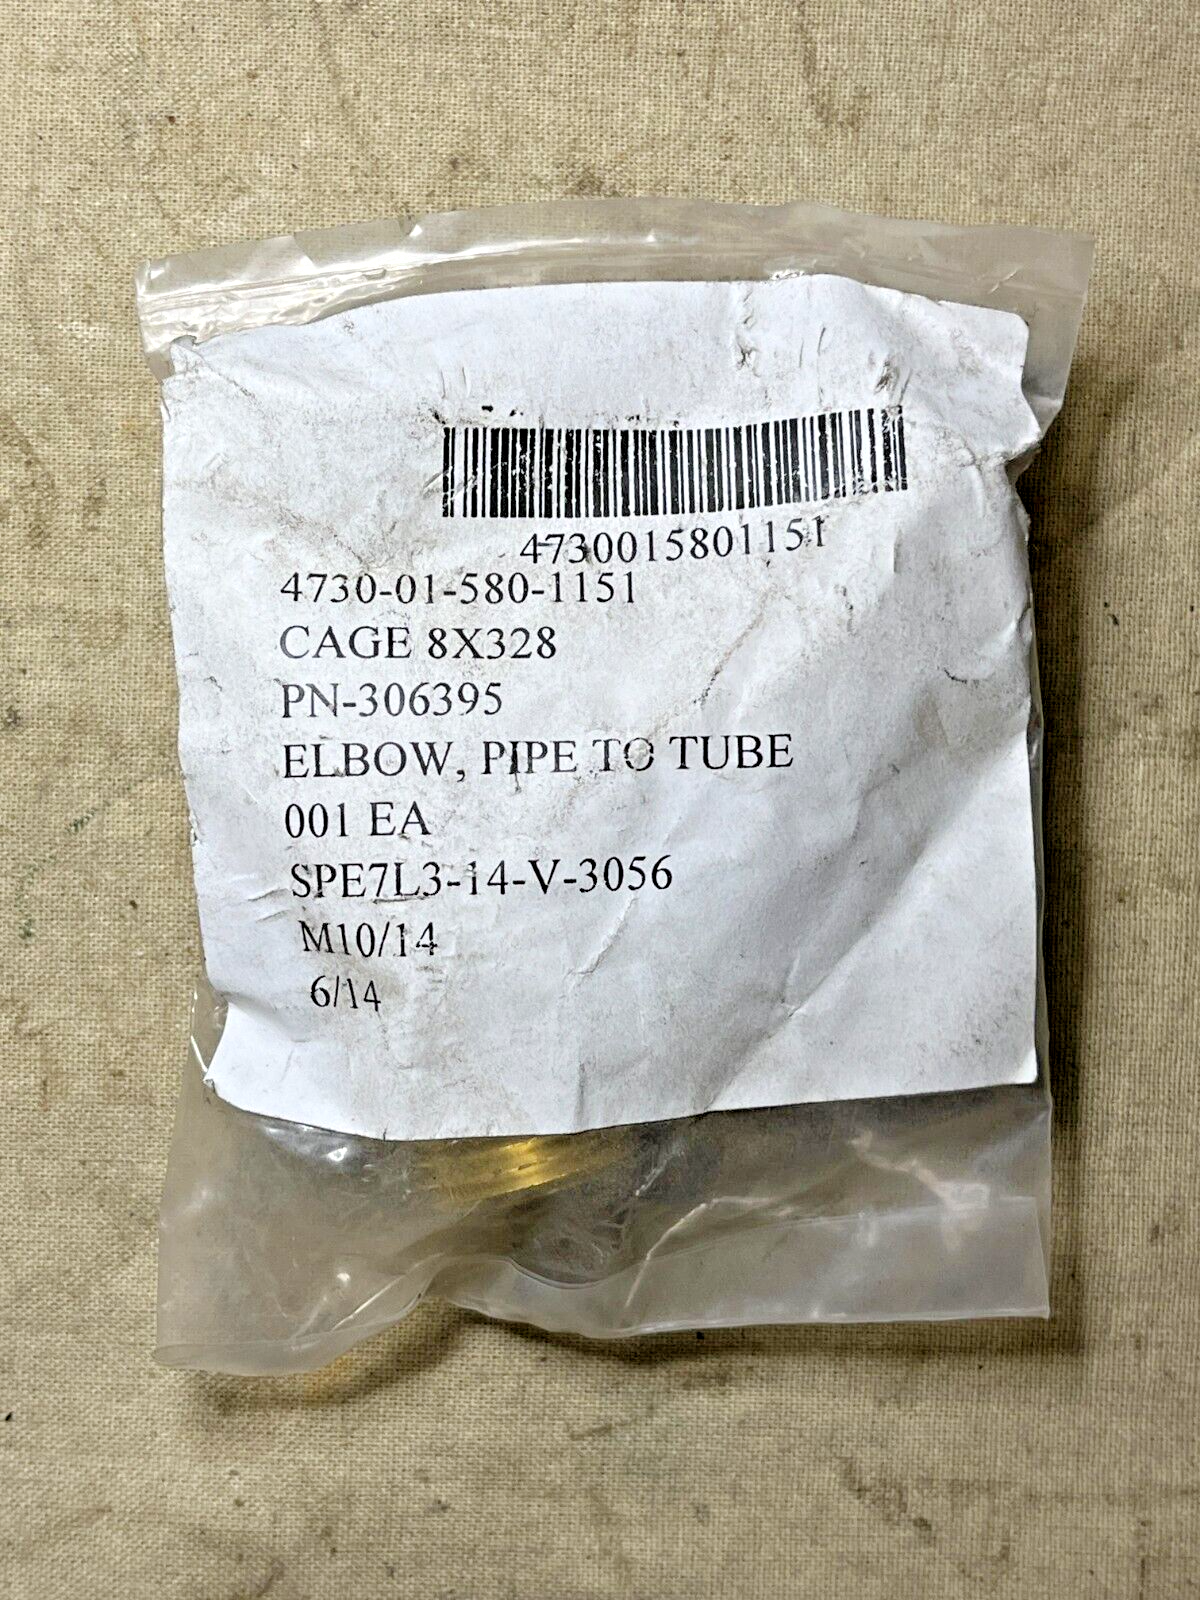 4730015801151
4730-01-580-1151
CAGE 8X328
PN-306395
ELBOW, PIPE TO TUBE
001 EA
SPE7L3-14-V-3056
M10/14
6/14